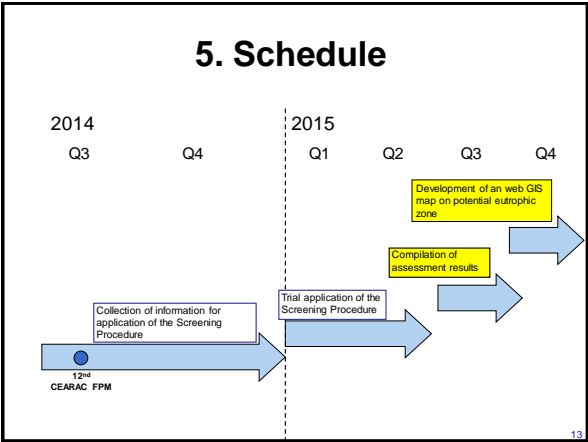 5. Schedule
2014
2015
Q3
Q4
Q1
Q2
Q3
Q4
Development of an web GIS
map on potential eutrophic
zone
Compilation of
assessment results
Trial application of the
Screening Procedure
Collection of information for
application of the Screening
Procedure
12nd
CEARAC FPM
13